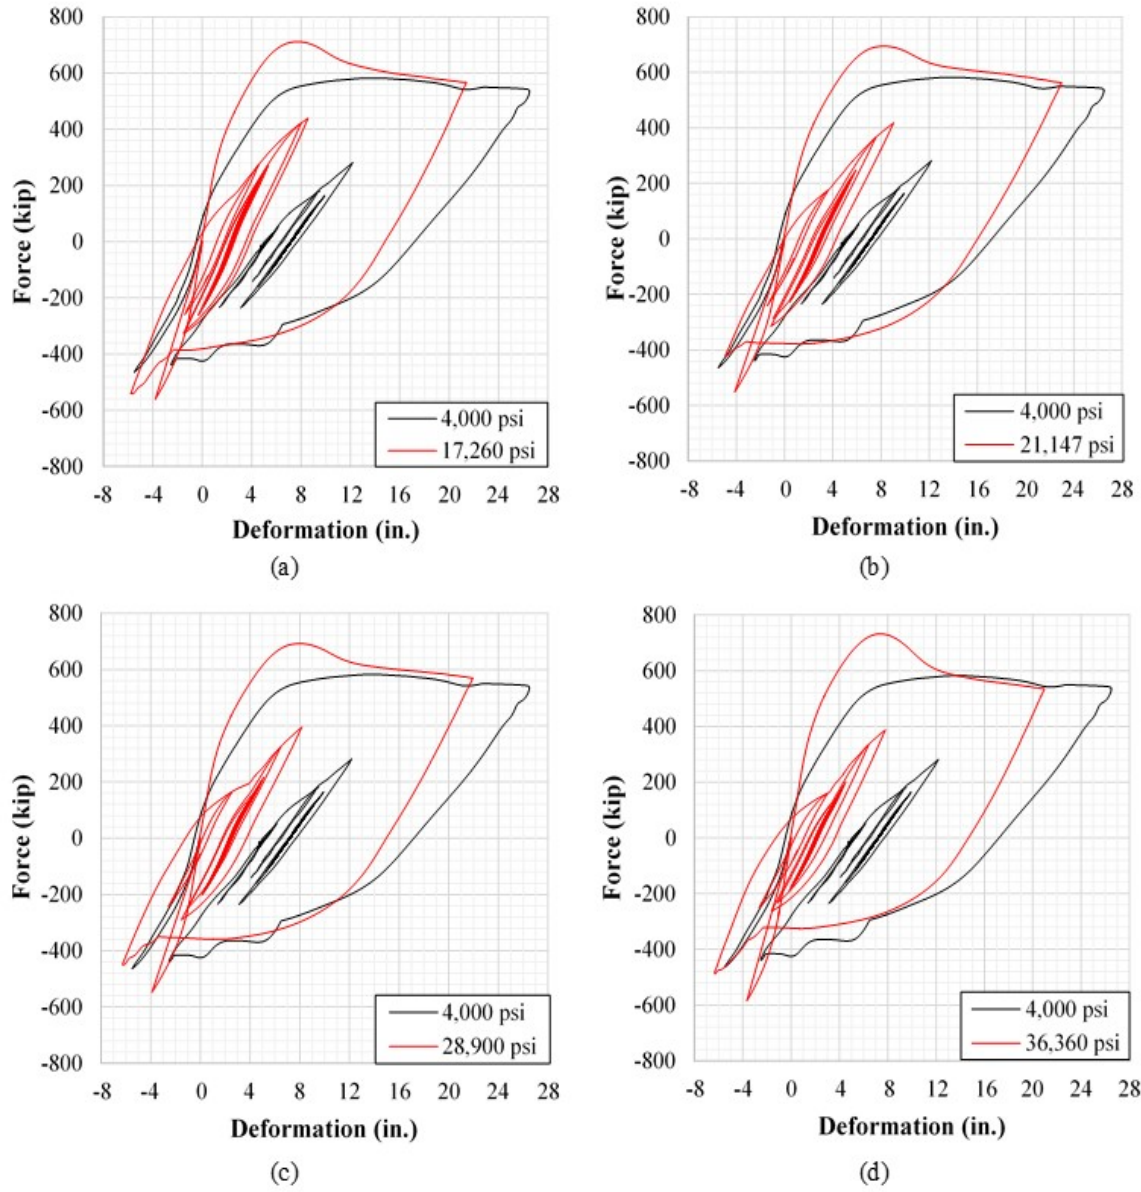 800
600
400
200
0
-200
-400
-600
-800
Force (kip)
4,000 psi
17,260 psi
-8 -4 0 4 8 12 16 20 24 28
Deformation (in.)
(a)
800
600
400
200
0
-200
-400
-600
-800
Force (kip)
4,000 psi
21,147 psi
-8 -4 0 4 8 12 16 20 24 28
Deformation (in.)
(b)
800
600
400
200
0
-200
-400
-600
-800
Force (kip)
4,000 psi
28,900 psi
-8 -4 0 4 8 12 16 20 24 28
Deformation (in.)
(c)
800
600
400
200
0
-200
-400
-600
-800
Force (kip)
4,000 psi
36,360 psi
-8 -4 0 4 8 12 16 20 24 28
Deformation (in.)
(d)